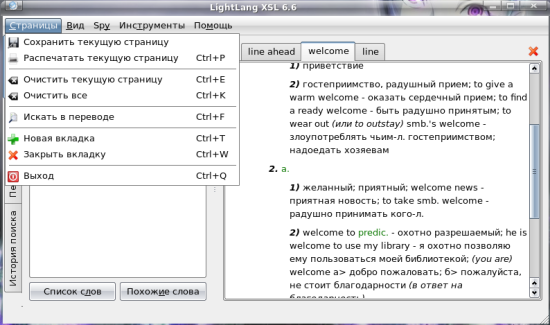 LightLang XSL 6.6
Страницы Вид Spy Инструменты Помощь
Сохранить текущую страницу
Распечатать текущую страницу Ctrl+P
Очистить текущую страницу Ctrl+E
Очистить все Ctrl+K
Искать в переводе Ctrl+F
Новая вкладка Ctrl+T
Закрыть вкладку Ctrl+W
Выход Ctrl+Q
История поиска
Список слов Похожие слова
line ahead welcome line
1) приветствие
2) гостеприимство, радушный прием; to give a
warm welcome - оказать сердечный прием; to find
a ready welcome - быть радушно принятым; to
wear out (или to outstay) smb.'s welcome -
злоупотреблять чьим-л. гостеприимством;
надоедать хозяевам
2. a.
1) желанный; приятный; welcome news -
приятная новость; to take smb. welcome -
радушно принимать кого-л.
2) welcome to predic. - охотно разрешаемый; he is
welcome to use my library - я охотно позволяю
ему пользоваться моей библиотекой; (you are)
welcome a> добро пожаловать; б> пожалуйста,
не стоит благодарности (в ответ на
благодарность)